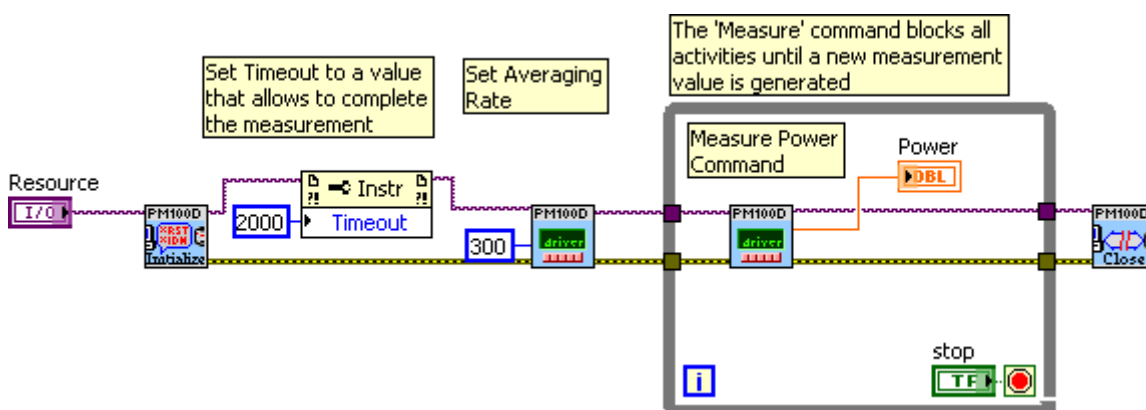 The 'Measure' command blocks all
activities until a new measurement
value is generated
Set Timeout to a value
that allows to complete
the measurement
Set Averaging
Rate
Measure Power
Command
Power
DBL
Resource
I/O
PM100D
XRST
XIDN
Initialize
Instr
2000
Timeout
300
PM100D
driver
PM100D
driver
PM100D
Close
stop
TF
i